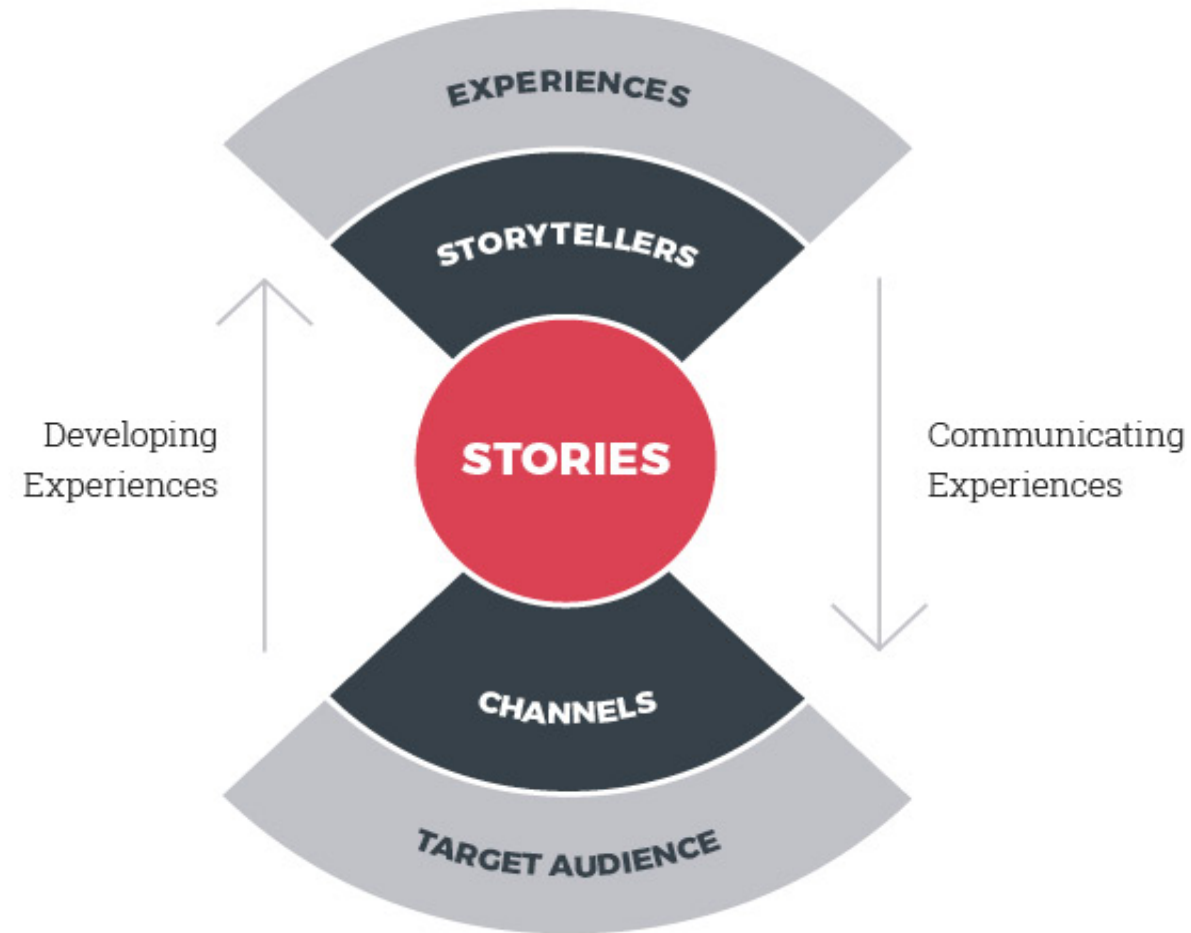 EXPERIENCES
STORYTELLERS
Developing
Experiences
STORIES
Communicating
Experiences
CHANNELS
TARGET AUDIENCE